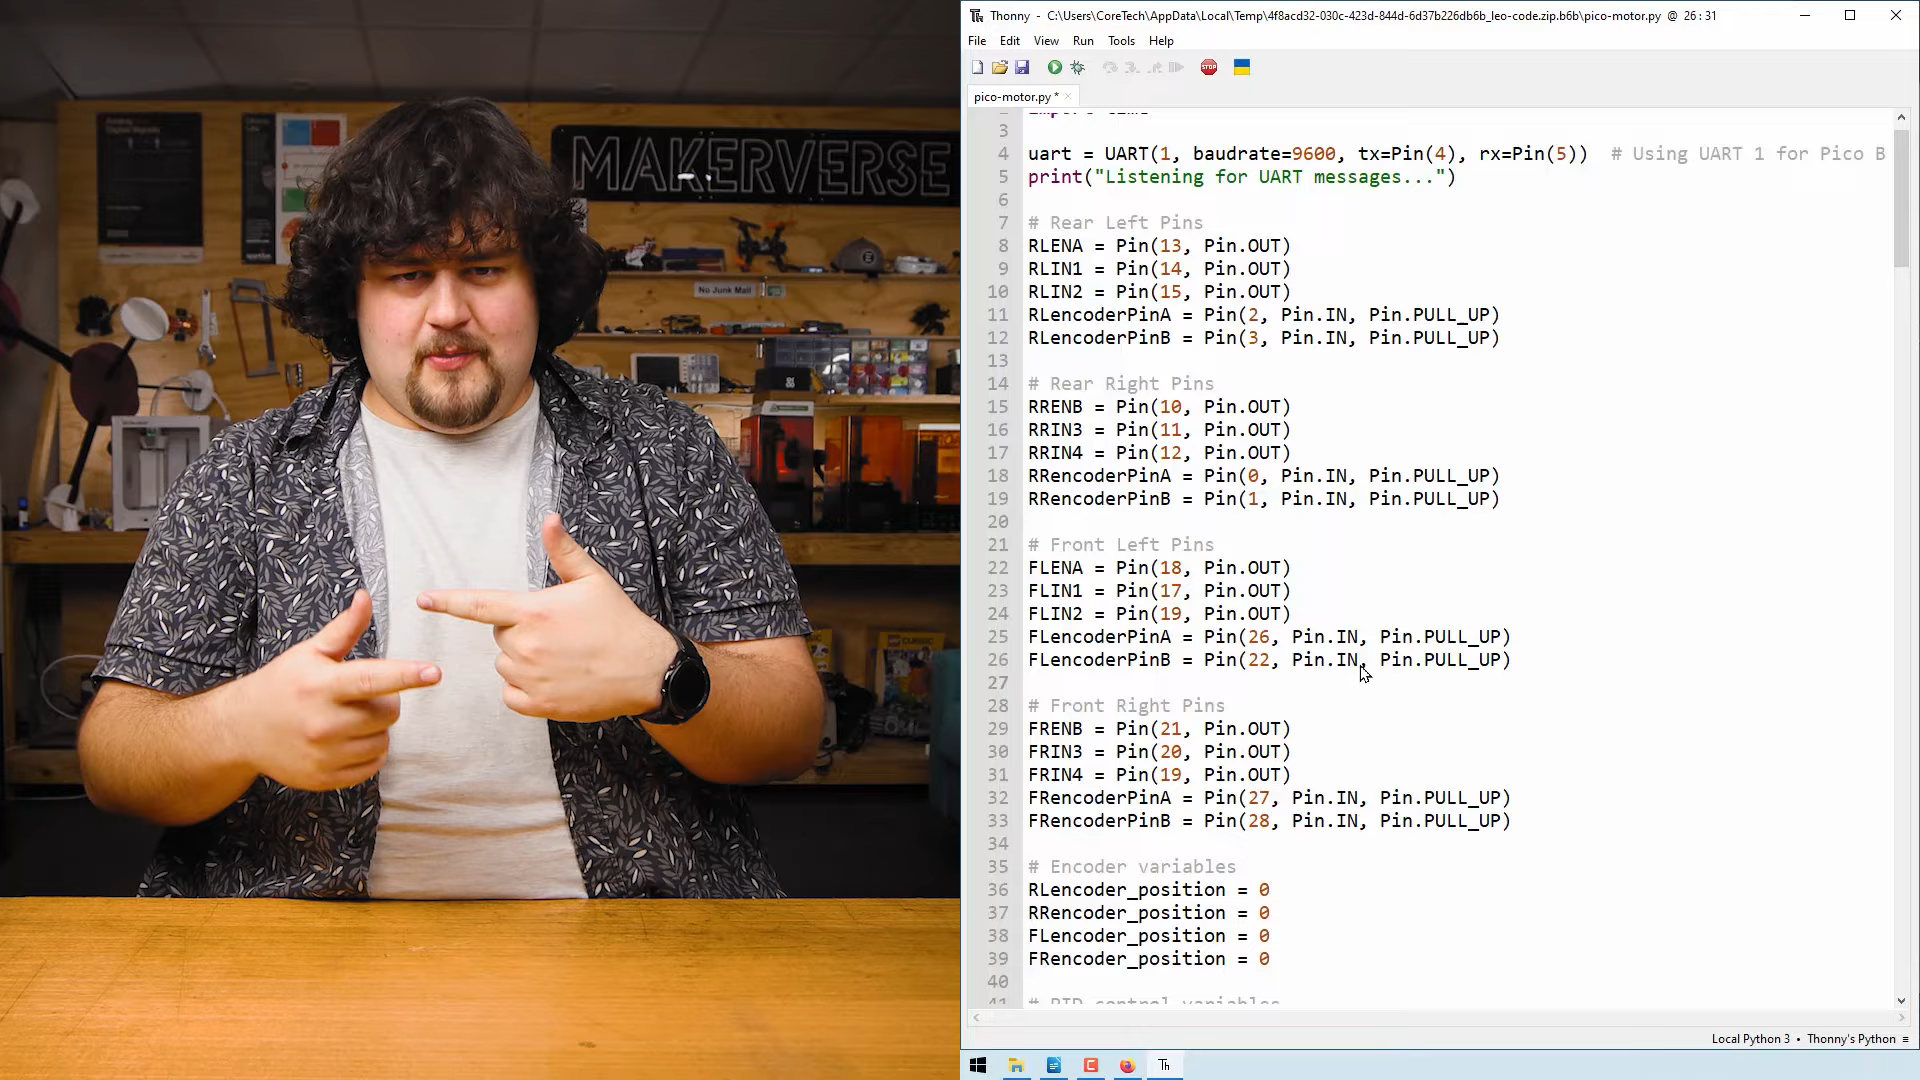 MAKERVERSE
No Junk Mail
Thonny - C:\Users\CoreTech\AppData\Local\Temp\4f8acd32-030c-423d-844d-6d37b226db6b_leo-code.zip.b6b\pico-motor.py @ 26 : 31
File Edit View Run Tools Help
STOP
pico-motor.py *
3
4 uart = UART(1, baudrate=9600, tx=Pin(4), rx=Pin(5))  # Using UART 1 for Pico B
5 print("Listening for UART messages...")
6
7 # Rear Left Pins
8 RLENA = Pin(13, Pin.OUT)
9 RLIN1 = Pin(14, Pin.OUT)
10 RLIN2 = Pin(15, Pin.OUT)
11 RLencoderPinA = Pin(2, Pin.IN, Pin.PULL_UP)
12 RLencoderPinB = Pin(3, Pin.IN, Pin.PULL_UP)
13
14 # Rear Right Pins
15 RRENB = Pin(10, Pin.OUT)
16 RRIN3 = Pin(11, Pin.OUT)
17 RRIN4 = Pin(12, Pin.OUT)
18 RRencoderPinA = Pin(0, Pin.IN, Pin.PULL_UP)
19 RRencoderPinB = Pin(1, Pin.IN, Pin.PULL_UP)
20
21 # Front Left Pins
22 FLENA = Pin(18, Pin.OUT)
23 FLIN1 = Pin(17, Pin.OUT)
24 FLIN2 = Pin(19, Pin.OUT)
25 FLencoderPinA = Pin(26, Pin.IN, Pin.PULL_UP)
26 FLencoderPinB = Pin(22, Pin.IN, Pin.PULL_UP)
27
28 # Front Right Pins
29 FRENB = Pin(21, Pin.OUT)
30 FRIN3 = Pin(20, Pin.OUT)
31 FRIN4 = Pin(19, Pin.OUT)
32 FRencoderPinA = Pin(27, Pin.IN, Pin.PULL_UP)
33 FRencoderPinB = Pin(28, Pin.IN, Pin.PULL_UP)
34
35 # Encoder variables
36 RLencoder_position = 0
37 RRencoder_position = 0
38 FLencoder_position = 0
39 FRencoder_position = 0
40
41 # PID control variables
Local Python 3 • Thonny's Python ≡
Th